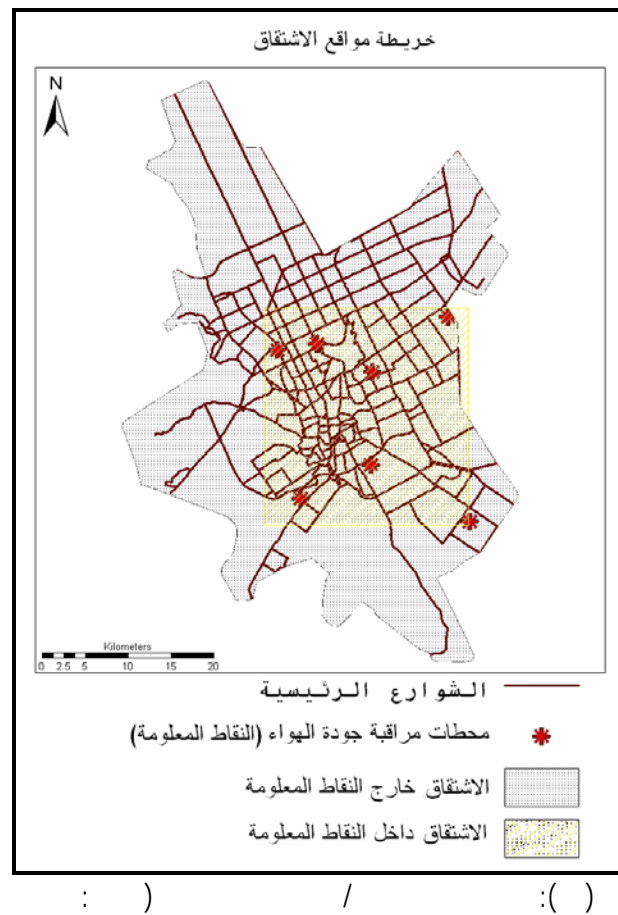 خريطة مواقع الاشتقاق
N
Kilometers
0 2.5 5 10 15 20
الشوارع الرئيسية
محطات مراقبة جودة الهواء (النقاط المعلومة)
الاشتقاق خارج النقاط المعلومة
الاشتقاق داخل النقاط المعلومة
( ): / ( :